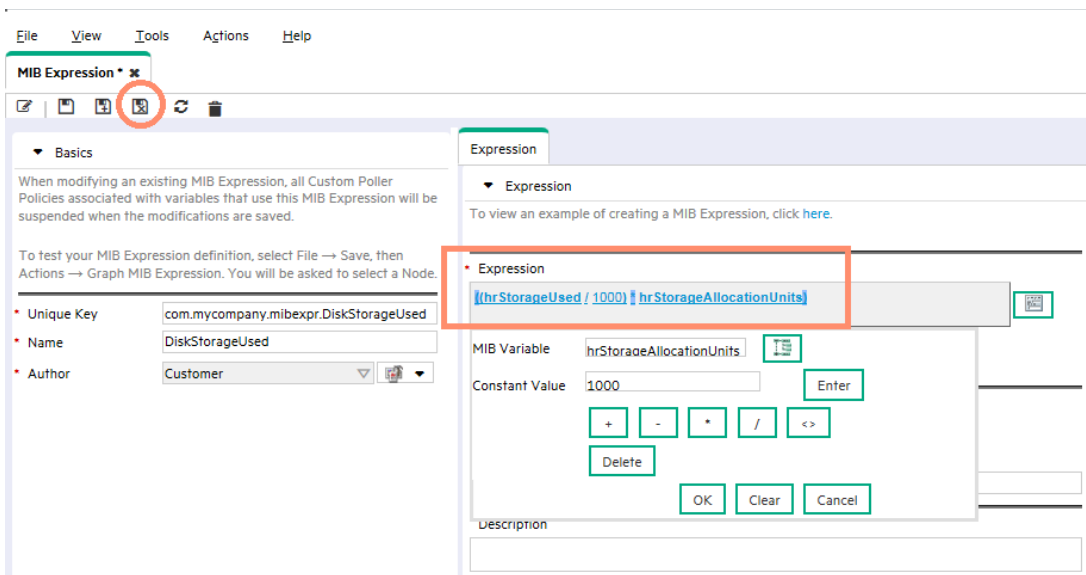 File View Tools Actions Help
MIB Expression *
Basics
When modifying an existing MIB Expression, all Custom Poller
Policies associated with variables that use this MIB Expression will be
suspended when the modifications are saved.
To test your MIB Expression definition, select File → Save, then
Actions → Graph MIB Expression. You will be asked to select a Node.
* Unique Key com.mycompany.mibexpr.DiskStorageUsed
* Name DiskStorageUsed
* Author Customer
Expression
Expression
To view an example of creating a MIB Expression, click here.
* Expression
((hrStorageUsed / 1000) * hrStorageAllocationUnits)
MIB Variable hrStorageAllocationUnits
Constant Value 1000 Enter
+ - * / <>
Delete
OK Clear Cancel
Description